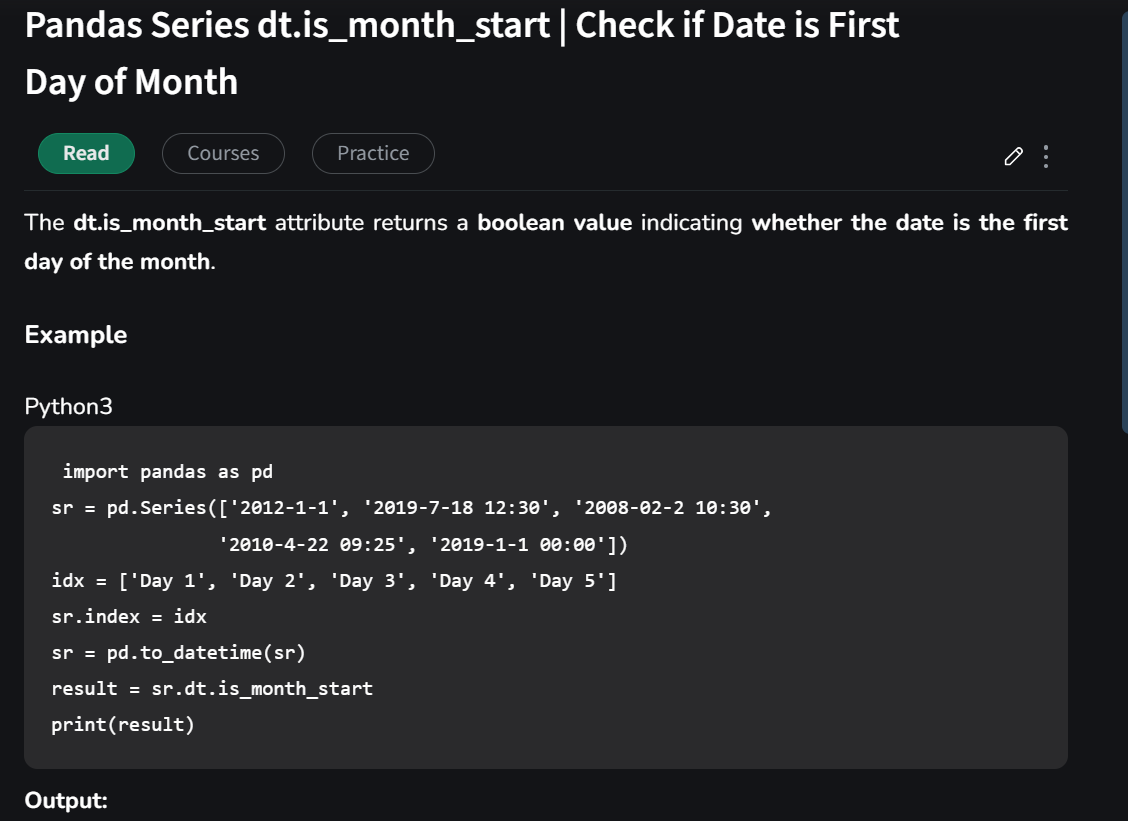 Pandas Series dt.is_month_start | Check if Date is First
Day of Month
Read
Courses
Practice
The dt.is_month_start attribute returns a boolean value indicating whether the date is the first
day of the month.
Example
Python3
 import pandas as pd
sr = pd.Series(['2012-1-1', '2019-7-18 12:30', '2008-02-2 10:30',
               '2010-4-22 09:25', '2019-1-1 00:00'])
idx = ['Day 1', 'Day 2', 'Day 3', 'Day 4', 'Day 5']
sr.index = idx
sr = pd.to_datetime(sr)
result = sr.dt.is_month_start
print(result)
Output: